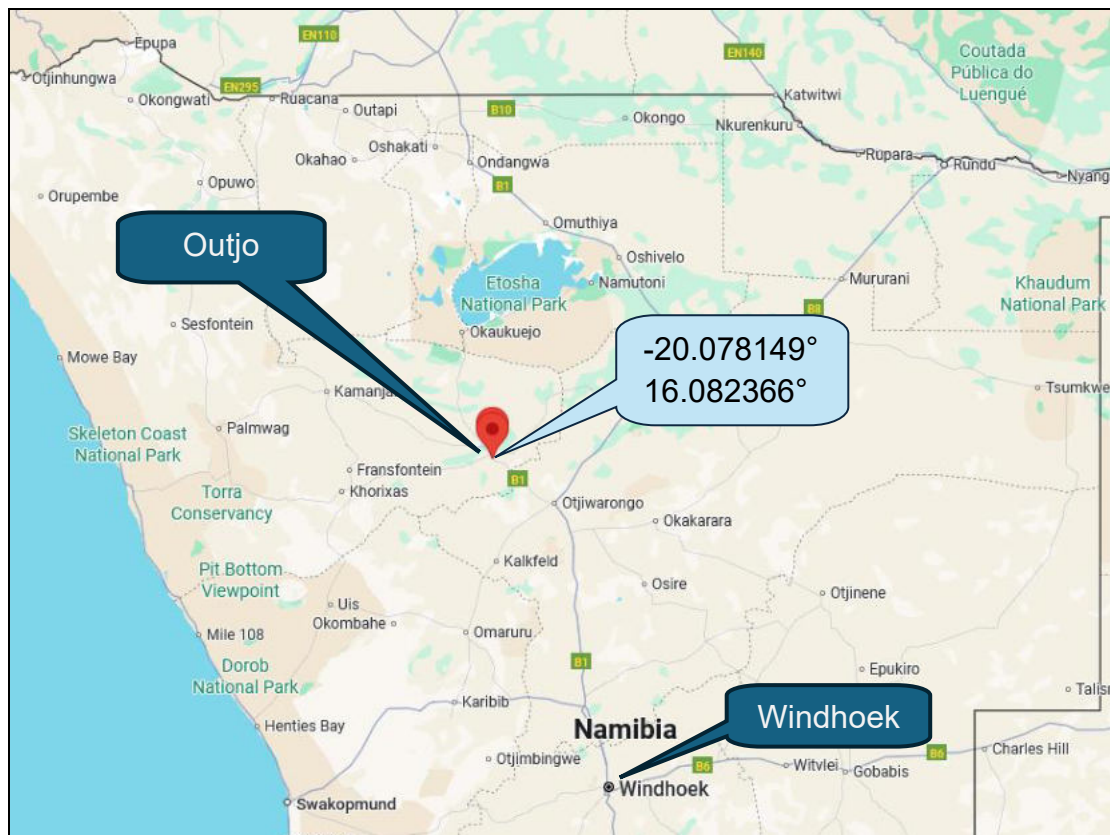 EN110
Epupa
EN140
Coutada
Pública do
Luengué
Otjinhungwa
EN295
Okongwati
Ruacana
Outapi
B10
Katwitwi
Okongo
Nkurenkuru
Oshakati
Okahao
Ondangwa
Rupara
Rundu
Nyang
Opuwo
B1
Orupembe
Omuthiya
Outjo
Oshivelo
Etosha
National Park
Namutoni
Mururani
Khaudum
National Park
B8
Sesfontein
Okaukuejo
-20.078149°
16.082366°
Mowe Bay
Kamanjab
Tsumkwe
Skeleton Coast
National Park
Palmwag
Fransfontein
B1
Khorixas
Torra
Conservancy
Otjiwarongo
Okakarara
Kalkfeld
Pit Bottom
Viewpoint
Osire
Otjinene
Uis
Okombahe
Mile 108
Omaruru
Dorob
National Park
B1
Epukiro
Talism
Karibib
Windhoek
Henties Bay
Namibia
Otjimbingwe
B6
Witvlei
Gobabis
B6
Charles Hill
Windhoek
Swakopmund